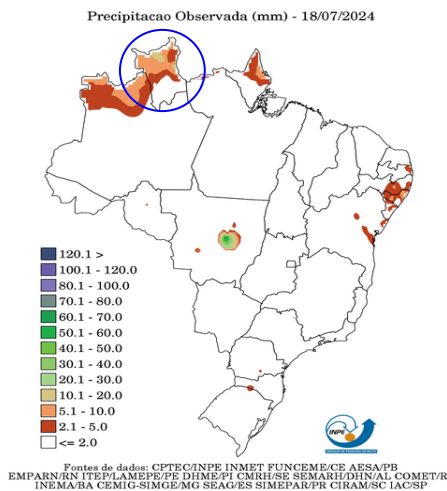 Precipitacao Observada (mm) - 18/07/2024
120.1 >
100.1 - 120.0
80.1 - 100.0
70.1 - 80.0
60.1 - 70.0
50.1 - 60.0
40.1 - 50.0
30.1 - 40.0
20.1 - 30.0
10.1 - 20.0
5.1 - 10.0
2.1 - 5.0
<= 2.0
INPE
Fontes de dados: CPTEC/INPE INMET FUNCEME/CE AESA/PB
EMPARN/RN ITEP/LAMEPE/PE DHME/PI CMRH/SE SEMARH/DHN/AL COMET/RJ
INEMA/BA CEMIG-SIMGE/MG SEAG/ES SIMEPAR/PR CIRAM/SC IAC/SP